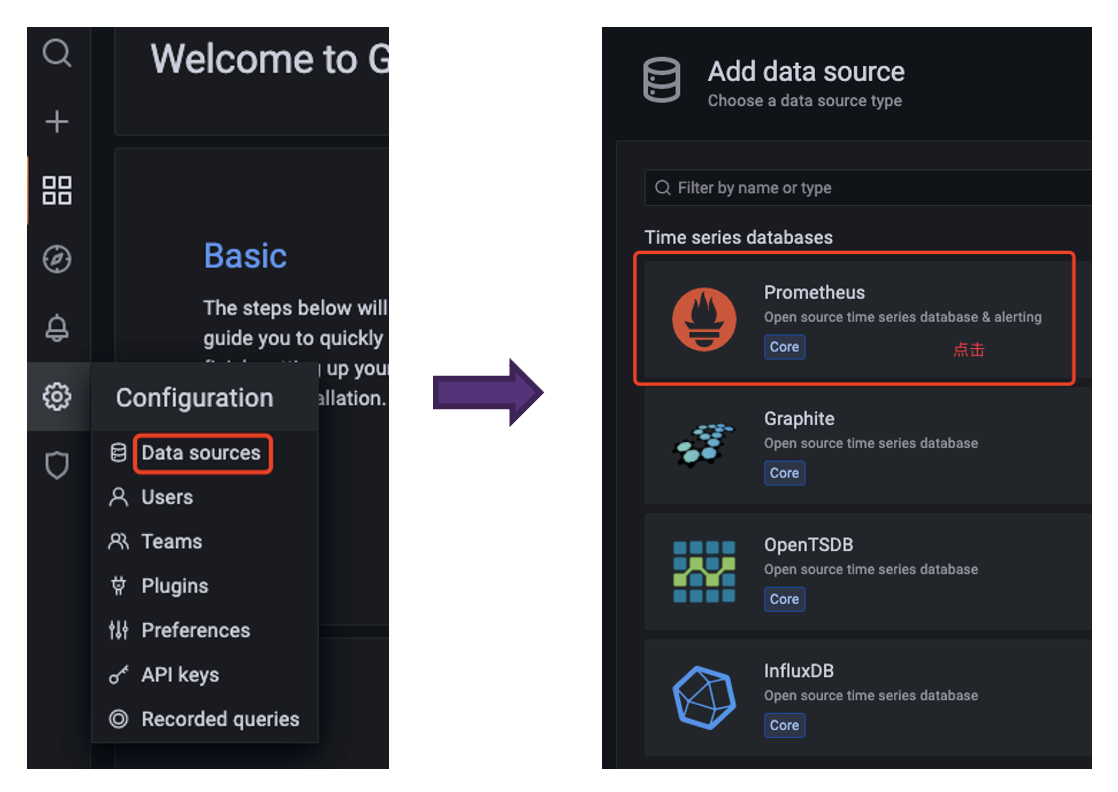 Welcome to G
Basic
The steps below will
guide you to quickly
up your
allation.
Configuration
Data sources
Users
Teams
Plugins
Preferences
API keys
Recorded queries
Add data source
Choose a data source type
Filter by name or type
Time series databases
Prometheus
Open source time series database & alerting
Core
点击
Graphite
Open source time series database
Core
OpenTSDB
Open source time series database
Core
InfluxDB
Open source time series database
Core